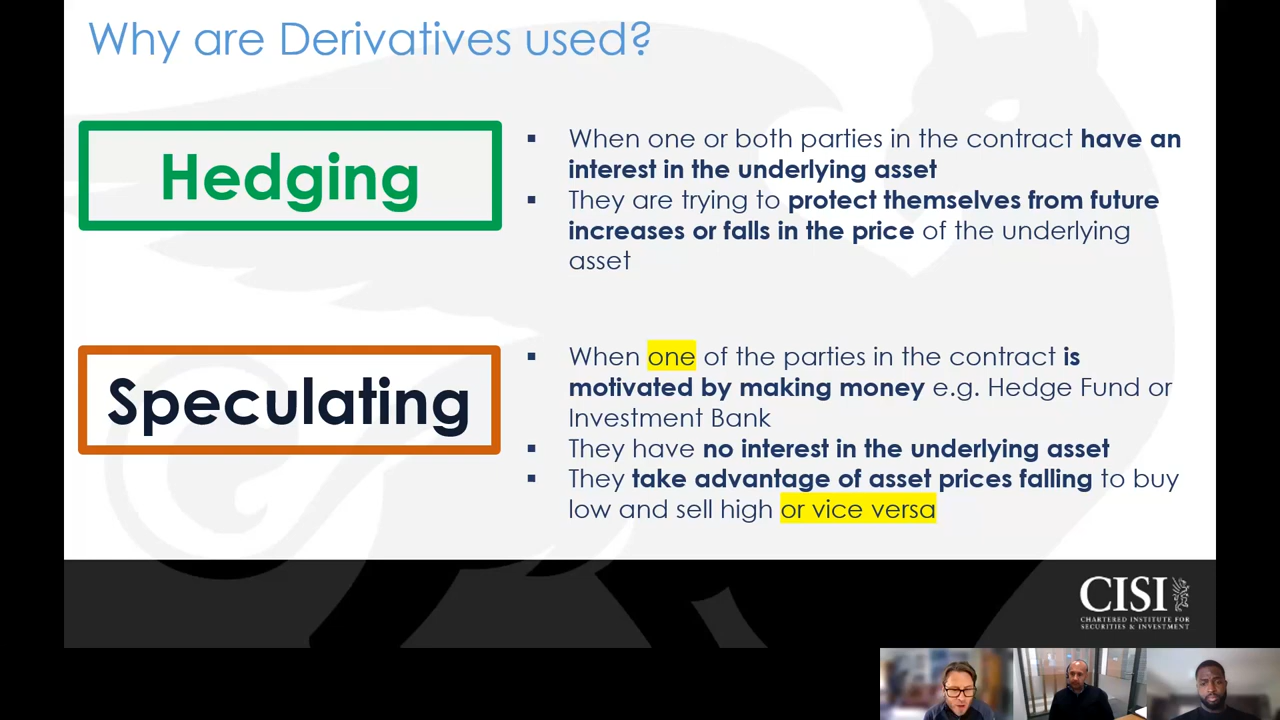 Why are Derivatives used?
Hedging
▪ When one or both parties in the contract have an
interest in the underlying asset
▪ They are trying to protect themselves from future
increases or falls in the price of the underlying
asset
Speculating
▪ When one of the parties in the contract is
motivated by making money e.g. Hedge Fund or
Investment Bank
▪ They have no interest in the underlying asset
▪ They take advantage of asset prices falling to buy
low and sell high or vice versa
CISI
CHARTERED INSTITUTE FOR
SECURITIES & INVESTMENT